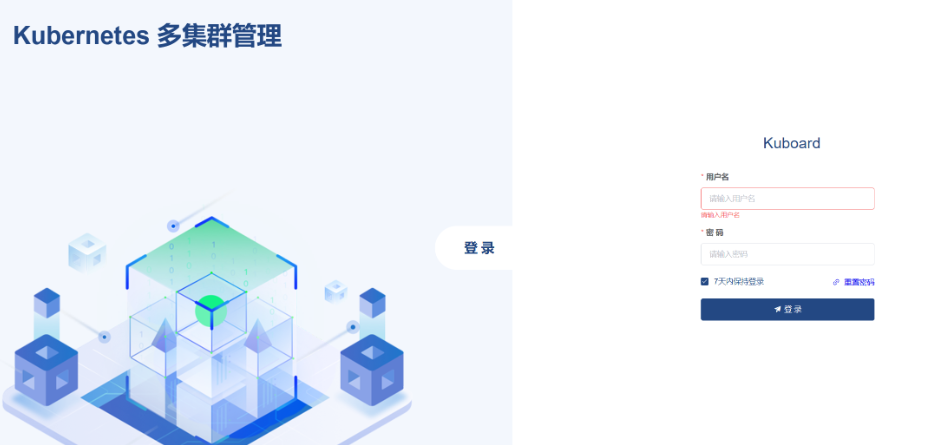 Kubernetes 多集群管理
登 录
Kuboard
* 用户名
请输入用户名
请输入用户名
* 密 码
请输入密码
7天内保持登录
重置密码
登 录